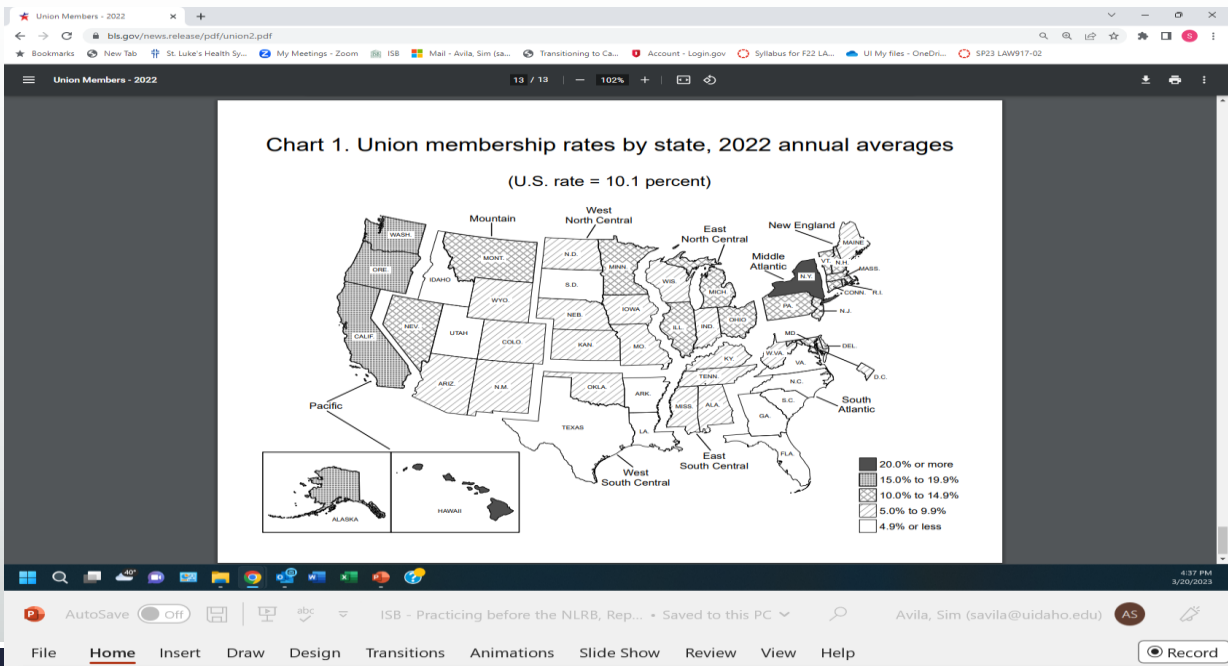 Union Members - 2022
bls.gov/news.release/pdf/union2.pdf
Bookmarks New Tab St. Luke's Health Sy... My Meetings - Zoom ISB Mail - Avila, Sim (sa... Transitioning to Ca... Account - Login.gov Syllabus for F22 LA... UI My files - OneDri... SP23 LAW917-02
Union Members - 2022 13 / 13 102%
Chart 1. Union membership rates by state, 2022 annual averages
(U.S. rate = 10.1 percent)
West
North Central
Mountain
East
North Central
New England
Middle
Atlantic
WASH.
ORE.
IDAHO
MONT.
WYO.
N.D.
S.D.
NEB.
KAN.
MINN.
IOWA
MO.
WIS.
MICH.
ILL.
IND.
OHIO
N.Y.
PA.
MAINE
VT. N.H.
MASS.
CONN. R.I.
N.J.
NEV.
UTAH
COLO.
CALIF.
ARIZ.
N.M.
OKLA.
ARK.
TEXAS
LA.
KY.
TENN.
MISS.
ALA.
W.VA.
VA.
MD.
DEL.
D.C.
N.C.
S.C.
GA.
FLA.
Pacific
South
Atlantic
East
South Central
West
South Central
ALASKA
HAWAII
20.0% or more
15.0% to 19.9%
10.0% to 14.9%
5.0% to 9.9%
4.9% or less
40°
4:37 PM
3/20/2023
AutoSave Off abc ISB - Practicing before the NLRB, Rep... • Saved to this PC Avila, Sim (savila@uidaho.edu) AS
File Home Insert Draw Design Transitions Animations Slide Show Review View Help Record